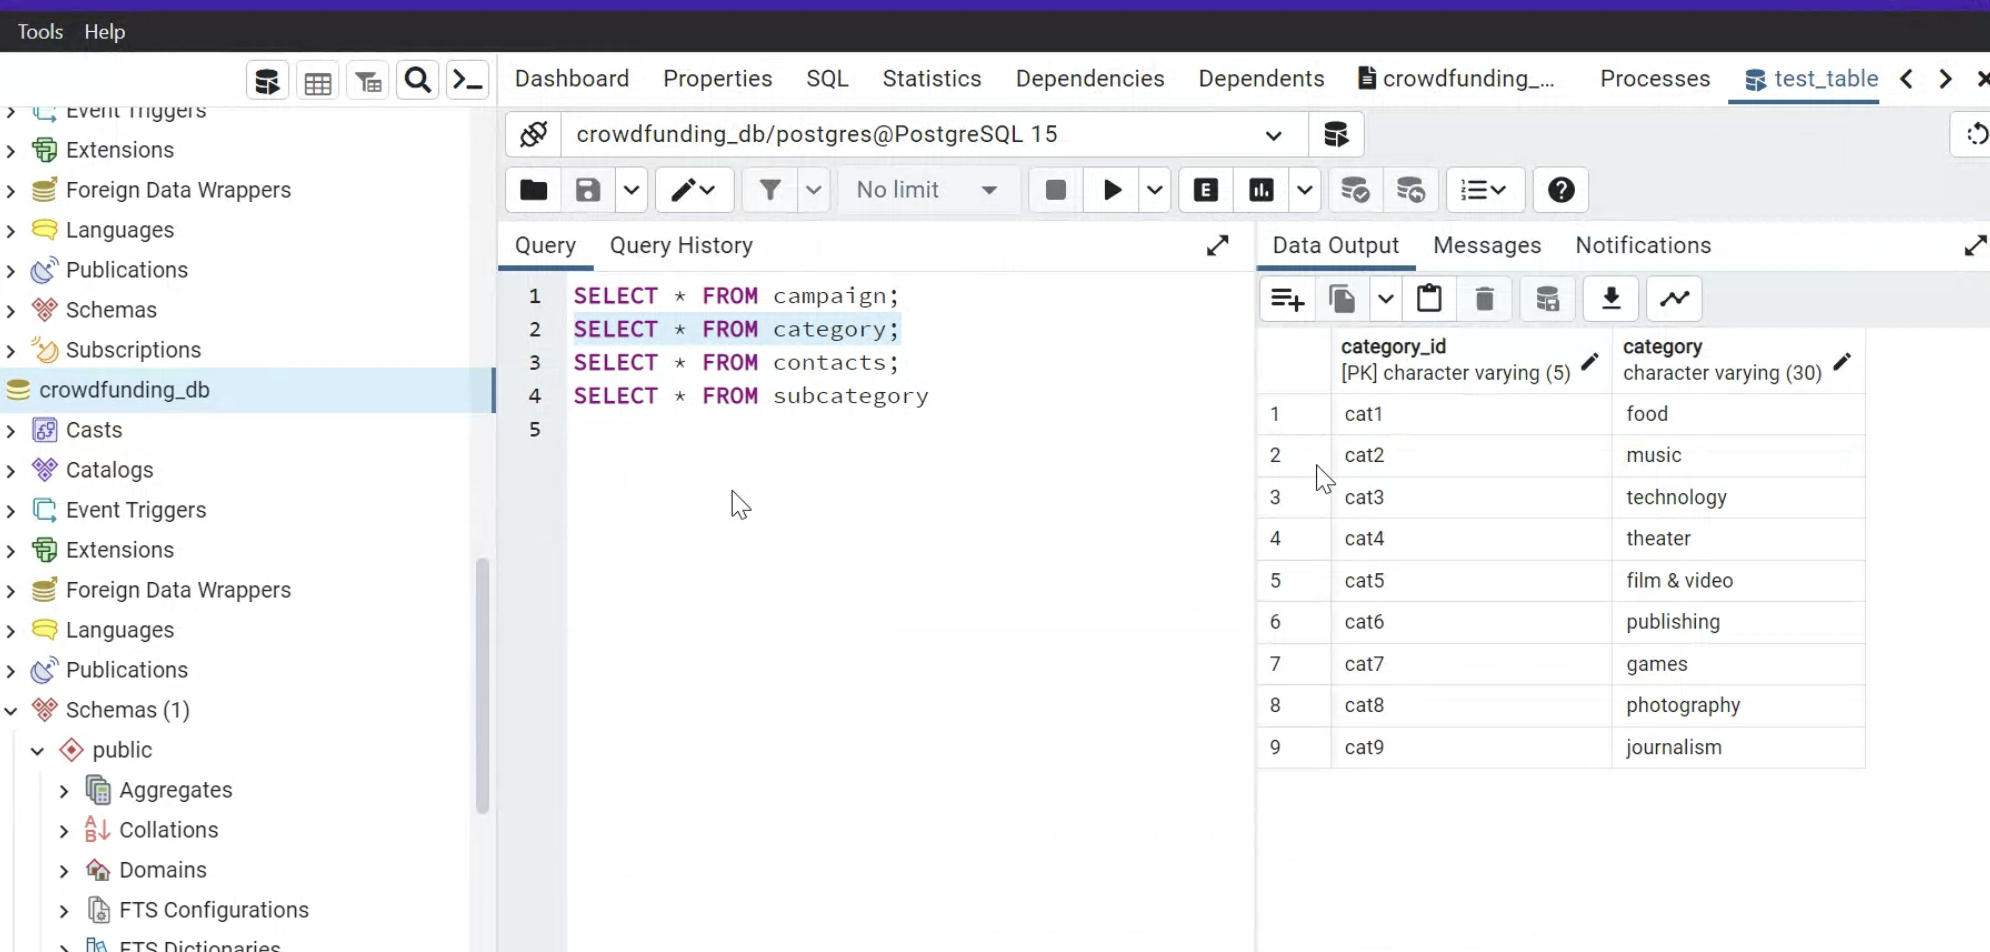 Tools Help
Dashboard Properties SQL Statistics Dependencies Dependents crowdfunding_... Processes test_table
Event Triggers
Extensions
Foreign Data Wrappers
Languages
Publications
Schemas
Subscriptions
crowdfunding_db
Casts
Catalogs
Event Triggers
Extensions
Foreign Data Wrappers
Languages
Publications
Schemas (1)
public
Aggregates
Collations
Domains
FTS Configurations
FTS Dictionaries
crowdfunding_db/postgres@PostgreSQL 15
No limit
E
Query Query History
1 SELECT * FROM campaign;
2 SELECT * FROM category;
3 SELECT * FROM contacts;
4 SELECT * FROM subcategory
5
Data Output Messages Notifications
category_id category
[PK] character varying (5) character varying (30)
1 cat1 food
2 cat2 music
3 cat3 technology
4 cat4 theater
5 cat5 film & video
6 cat6 publishing
7 cat7 games
8 cat8 photography
9 cat9 journalism